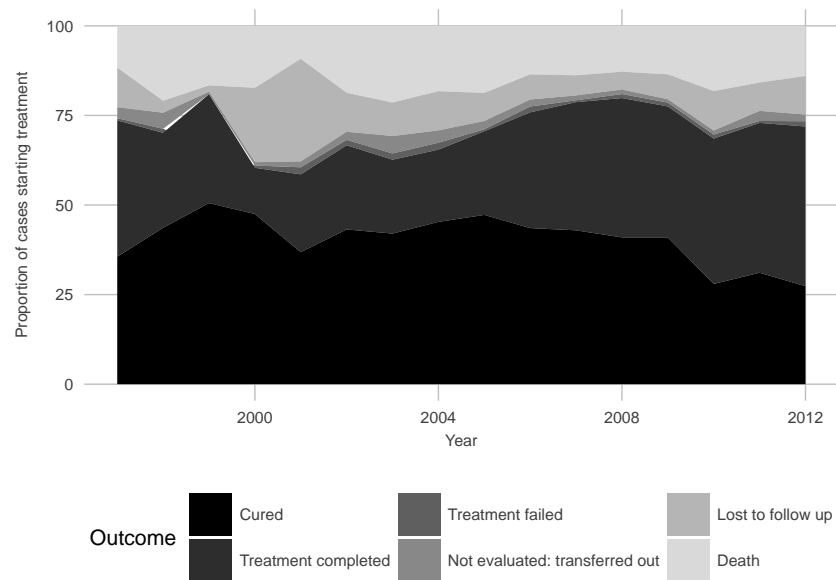 100
75
50
25
0
Proportion of cases starting treatment
2000 2004 2008 2012
Year
Outcome
Cured Treatment failed Lost to follow up
Treatment completed Not evaluated: transferred out Death